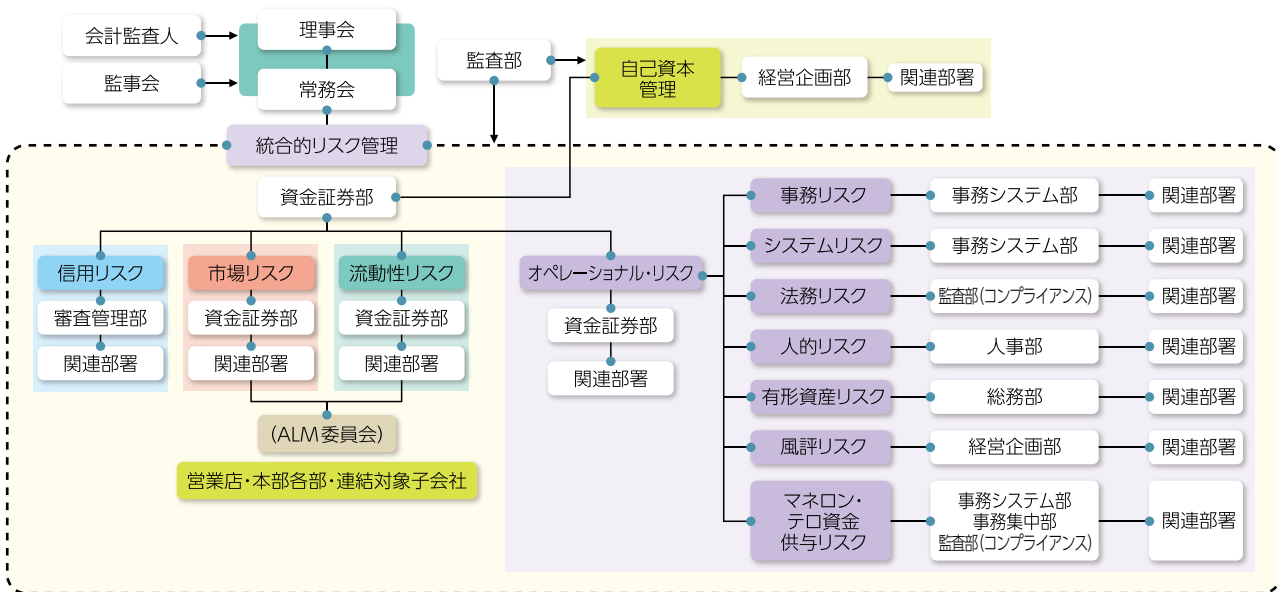 会計監査人
監事会
理事会
常務会
監査部
自己資本
管理
経営企画部
関連部署
統合的リスク管理
資金証券部
信用リスク
審査管理部
関連部署
市場リスク
資金証券部
関連部署
流動性リスク
資金証券部
関連部署
(ALM委員会)
営業店・本部各部・連結対象子会社
オペレーショナル・リスク
資金証券部
関連部署
事務リスク
事務システム部
関連部署
システムリスク
事務システム部
関連部署
法務リスク
監査部(コンプライアンス)
関連部署
人的リスク
人事部
関連部署
有形資産リスク
総務部
関連部署
風評リスク
経営企画部
関連部署
マネロン・
テロ資金
供与リスク
事務システム部
事務集中部
監査部(コンプライアンス)
関連部署